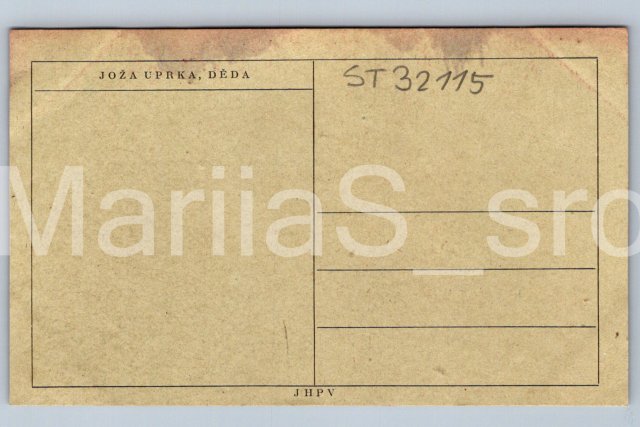 JOŽA UPRKA, DĚDA
ST 32115
MariiaS_sro
JHPV